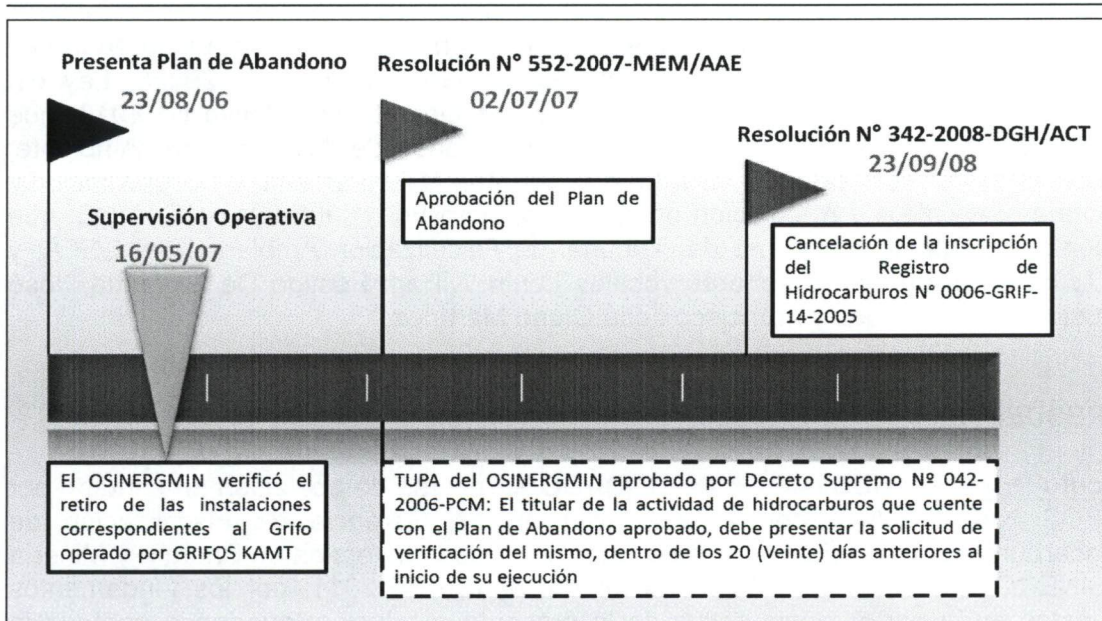 Presenta Plan de Abandono
23/08/06
Resolución N° 552-2007-MEM/AAE
02/07/07
Resolución N° 342-2008-DGH/ACT
23/09/08
Aprobación del Plan de
Abandono
Supervisión Operativa
16/05/07
Cancelación de la inscripción
del Registro de
Hidrocarburos N° 0006-GRIF-
14-2005
El OSINERGMIN verificó el
retiro de las instalaciones
correspondientes al Grifo
operado por GRIFOS KAMT
TUPA del OSINERGMIN aprobado por Decreto Supremo Nº 042-
2006-PCM: El titular de la actividad de hidrocarburos que cuente
con el Plan de Abandono aprobado, debe presentar la solicitud de
verificación del mismo, dentro de los 20 (Veinte) días anteriores al
inicio de su ejecución